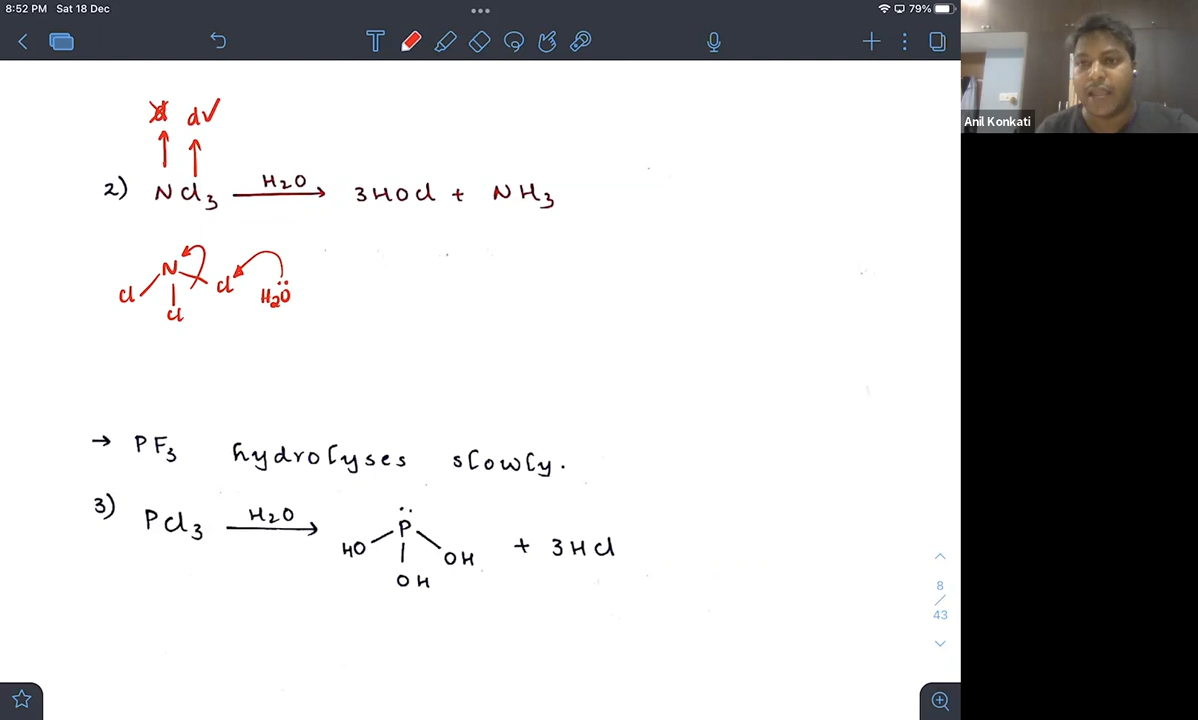 8:52 PM Sat 18 Dec
79%
T
Anil Konkati
d d✓
2) NCl3 H2O 3HOCl + NH3
N
Cl Cl H2O
Cl
→ PF3 hydrolyses slowly.
3) PCl3 H2O HO P OH OH + 3HCl
8
/
43